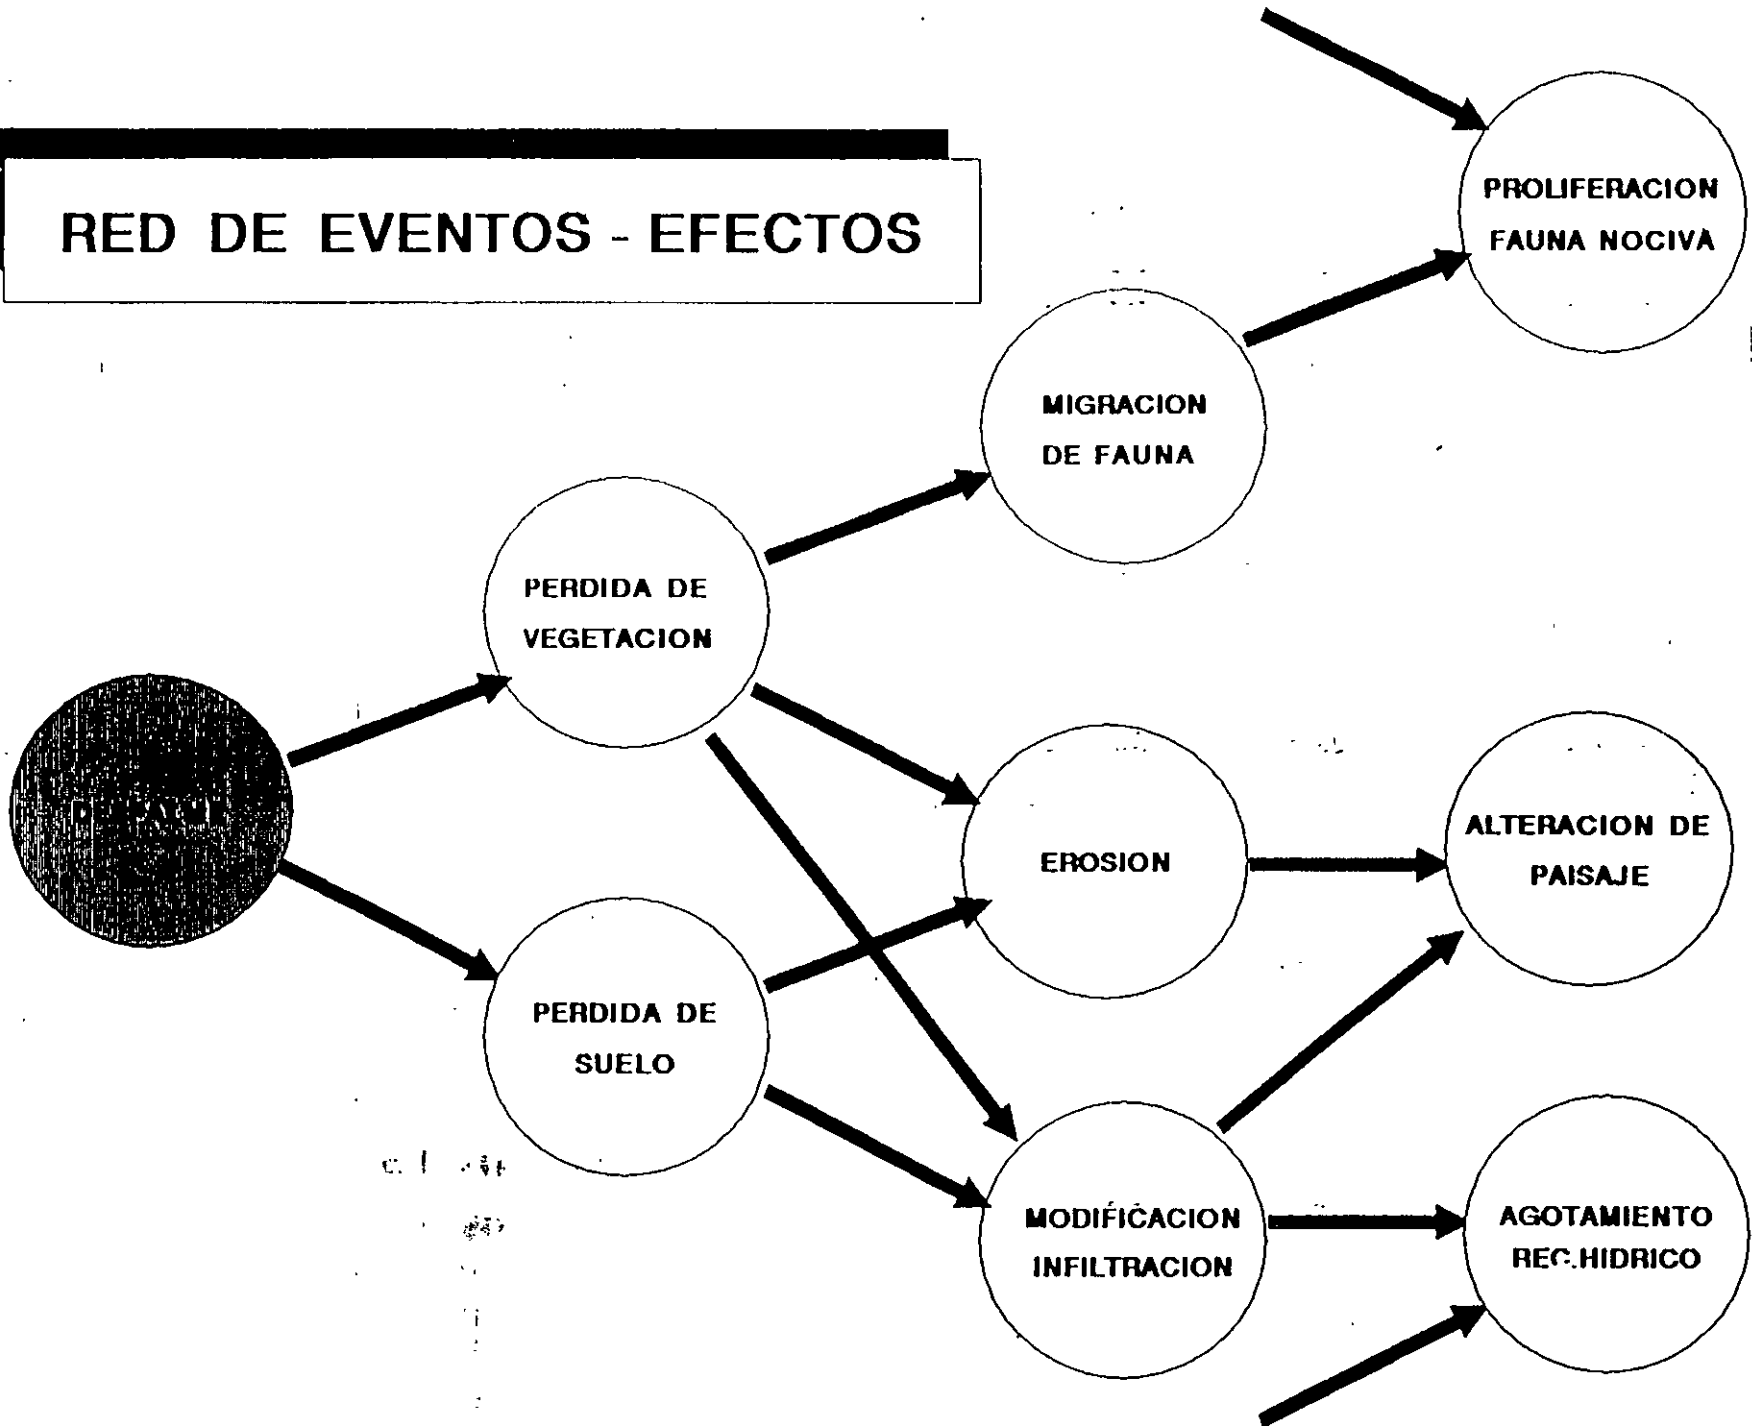 RED DE EVENTOS - EFECTOS
PROLIFERACION
FAUNA NOCIVA
MIGRACION
DE FAUNA
PERDIDA DE
VEGETACION
EROSION
ALTERACION DE
PAISAJE
PERDIDA DE
SUELO
MODIFICACION
INFILTRACION
AGOTAMIENTO
REC.HIDRICO